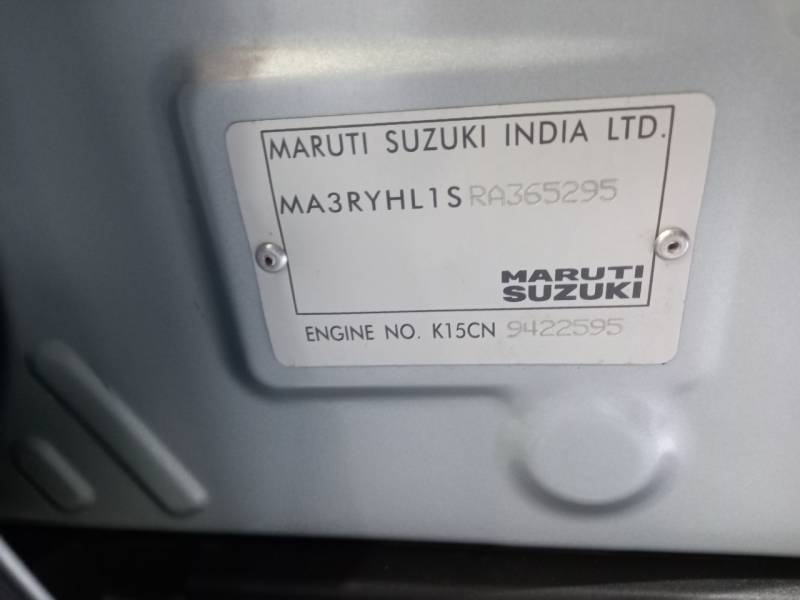 MARUTI SUZUKI INDIA LTD.
MA3RYHL1SRA365295
MARUTI
SUZUKI
ENGINE NO. K15CN 9422595